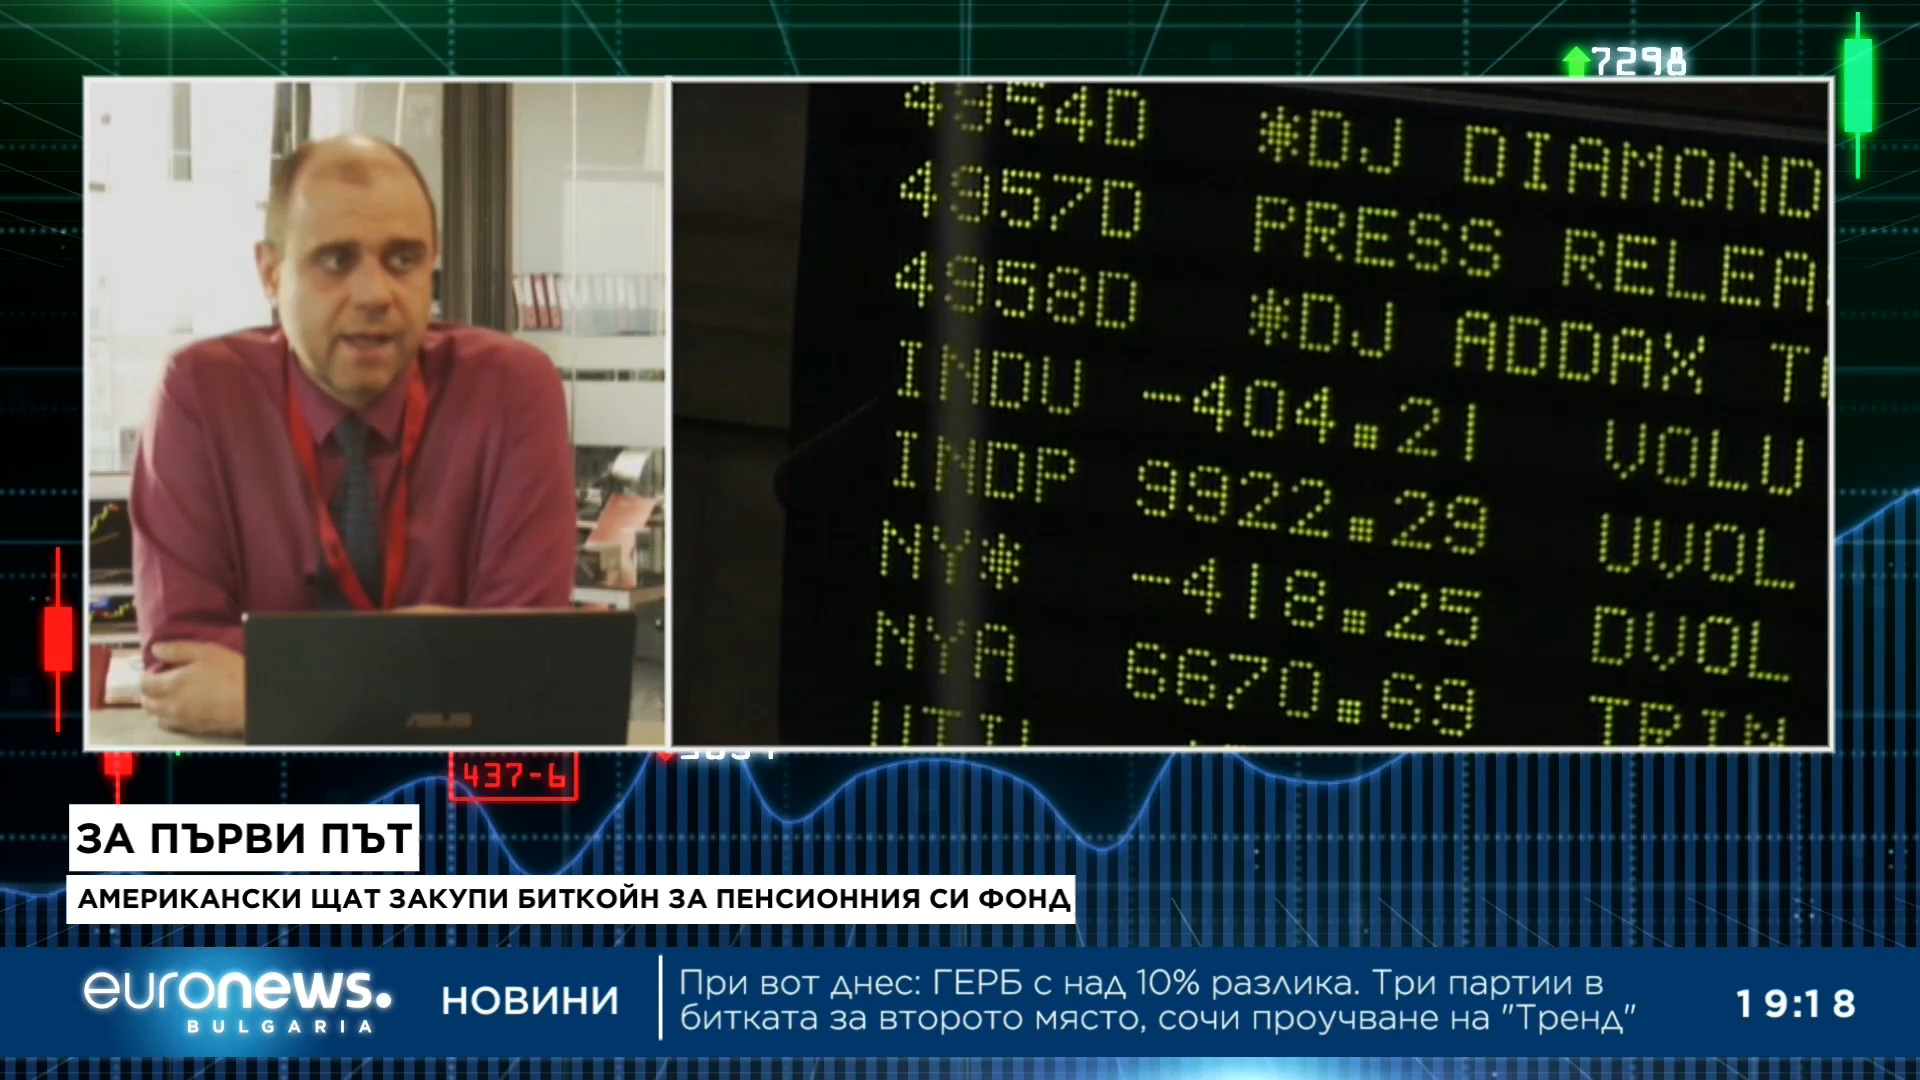 7298
4954D *DJ DIAMOND
4957D PRESS RELEA
4958D *DJ ADDAX
INDU -404.21 VOLU
INDP 9922.29 UVOL
NY* -418.25 DVOL
NYA 6670.69 TRIN
UTIL
ASUS
437-6
ЗА ПЪРВИ ПЪТ
АМЕРИКАНСКИ ЩАТ ЗАКУПИ БИТКОЙН ЗА ПЕНСИОННИЯ СИ ФОНД
euronews.
BULGARIA
НОВИНИ
При вот днес: ГЕРБ с над 10% разлика. Три партии в
битката за второто място, сочи проучване на "Тренд"
19:18